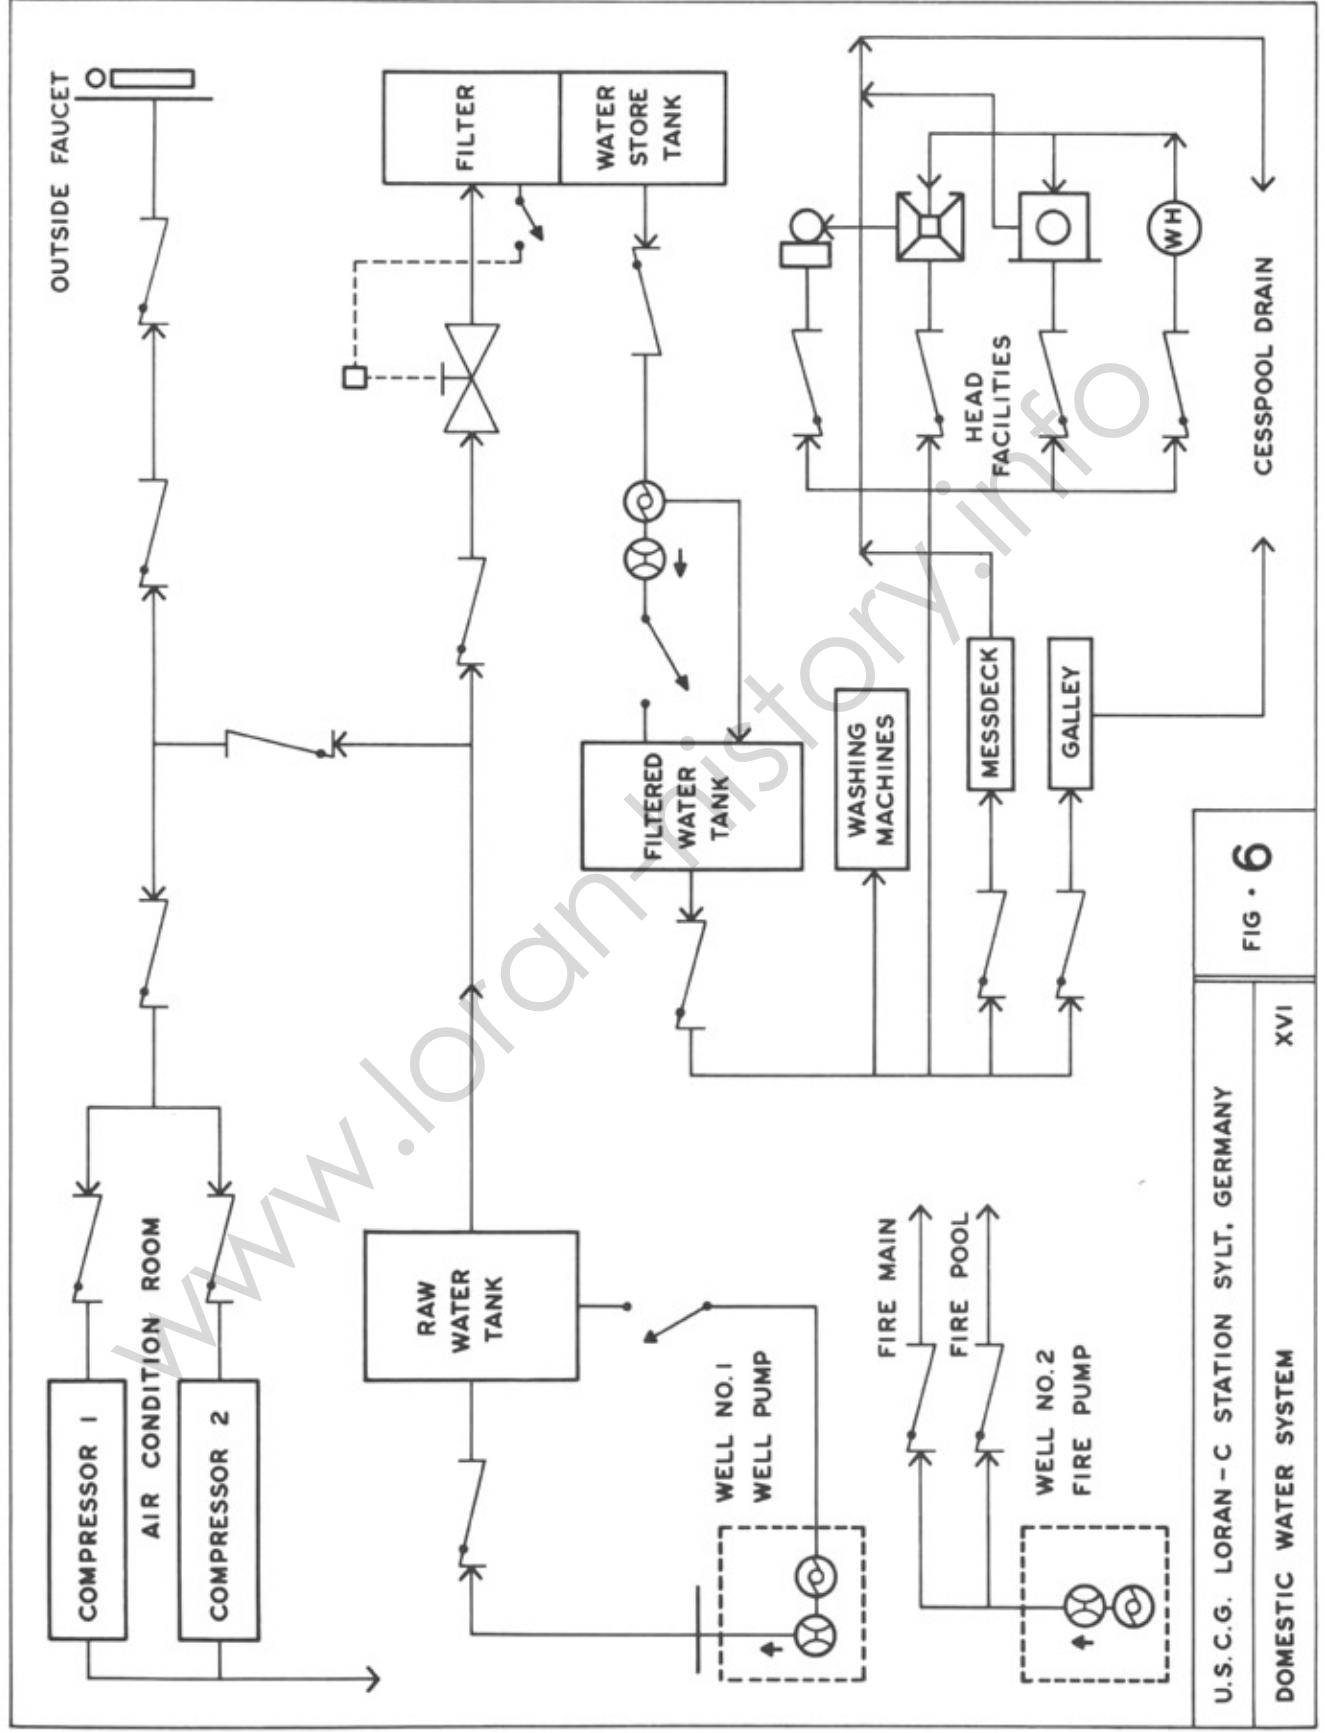 COMPRESSOR 1
AIR CONDITION ROOM
COMPRESSOR 2
OUTSIDE FAUCET
RAW
WATER
TANK
FILTER
WATER
STORE
TANK
FILTERED
WATER
TANK
WELL NO. 1
WELL PUMP
WASHING
MACHINES
FIRE MAIN
FIRE POOL
MESSDECK
HEAD
FACILITIES
WELL NO. 2
FIRE PUMP
GALLEY
WH
CESSPOOL DRAIN
U.S.C.G. LORAN-C STATION SYLT, GERMANY
DOMESTIC WATER SYSTEM
XVI
FIG · 6
www.loran-history.info